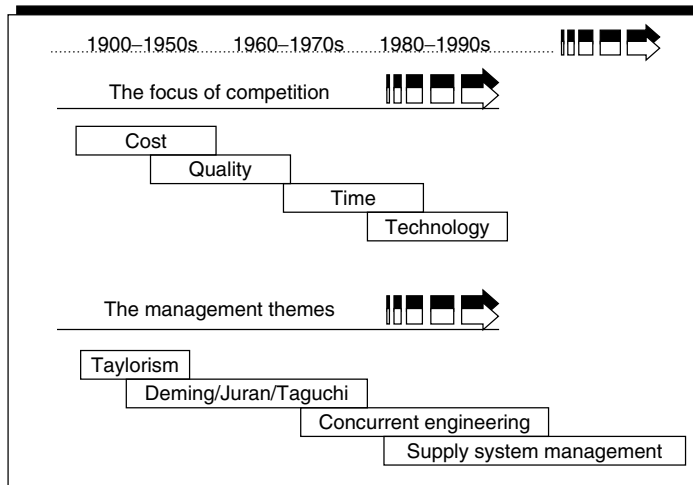 1900–1950s 1960–1970s 1980–1990s
The focus of competition
Cost
Quality
Time
Technology
The management themes
Taylorism
Deming/Juran/Taguchi
Concurrent engineering
Supply system management